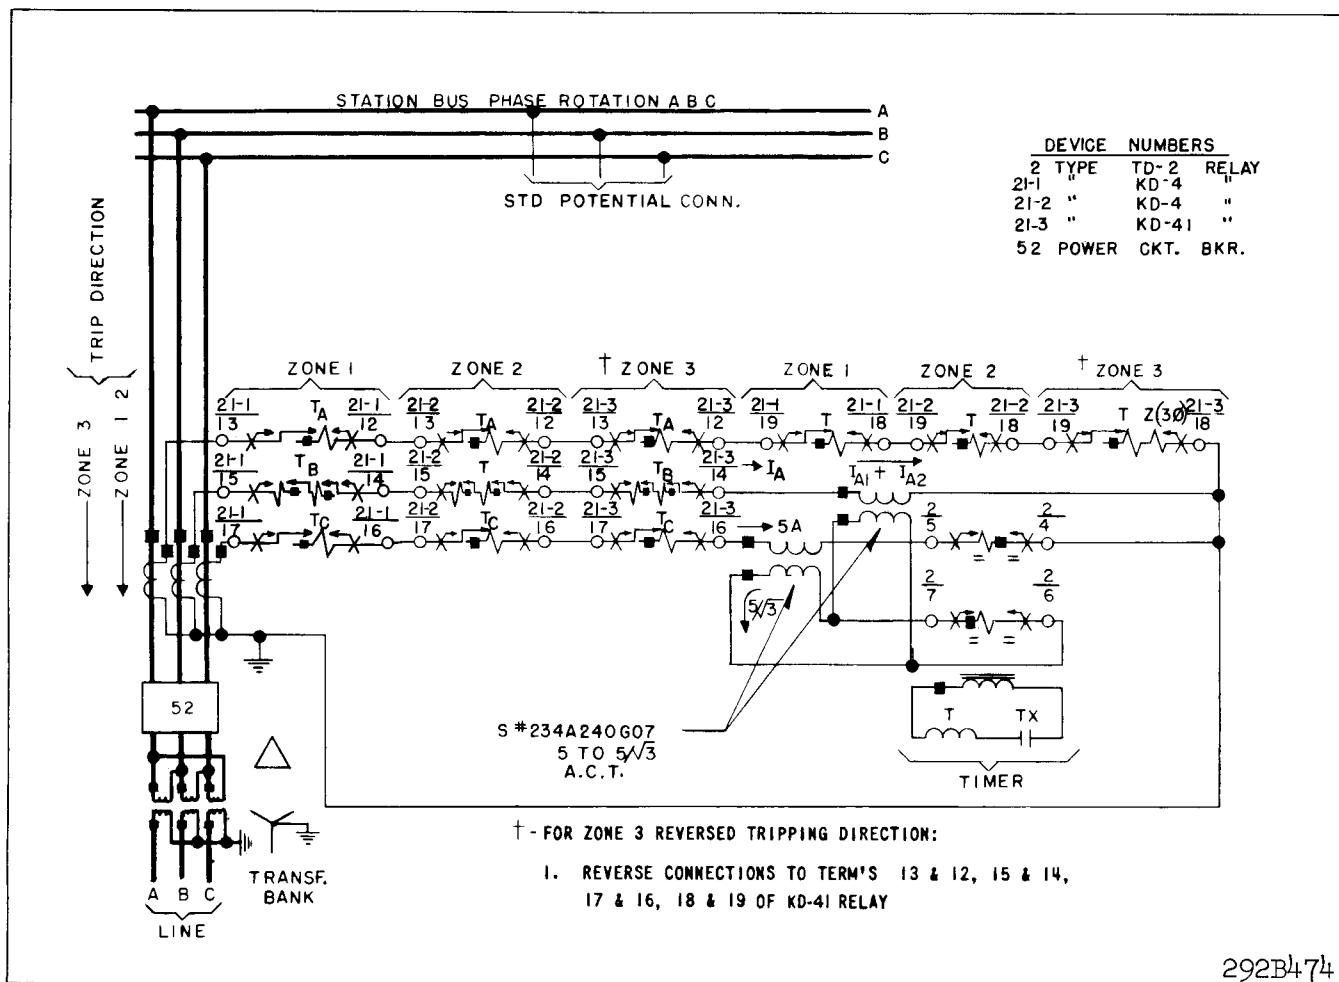 STATION BUS PHASE ROTATION A B C
A
B
C
STD POTENTIAL CONN.
DEVICE NUMBERS
2 TYPE TD-2 RELAY
21-1 " KD-4 "
21-2 " KD-4 "
21-3 " KD-41 "
52 POWER CKT. BKR.
TRIP DIRECTION
ZONE 3
ZONE 1 2
ZONE 1
ZONE 2
† ZONE 3
ZONE 1
ZONE 2
† ZONE 3
21-1 TA 21-1 21-2 TA 21-2 21-3 TA 21-3 21-1 T 21-1 21-2 T 21-2 21-3 T Z(3Ø) 21-3
13 12 13 12 13 12 19 18 19 18 19 18
21-1 TB 21-1 21-2 T 21-2 21-3 TB 21-3 IA IA1 + IA2
15 14 15 14 15 14
21-1 TC 21-1 21-2 TC 21-2 21-3 TC 21-3 5A 2 2
17 16 17 16 17 16 5 4
5/√3 2 2
7 6
S#234A240G07
5 TO 5/√3
A.C.T.
T TX
TIMER
52
TRANSF.
BANK
A B C
LINE
† - FOR ZONE 3 REVERSED TRIPPING DIRECTION:
1. REVERSE CONNECTIONS TO TERM'S 13 & 12, 15 & 14,
17 & 16, 18 & 19 OF KD-41 RELAY
292B474